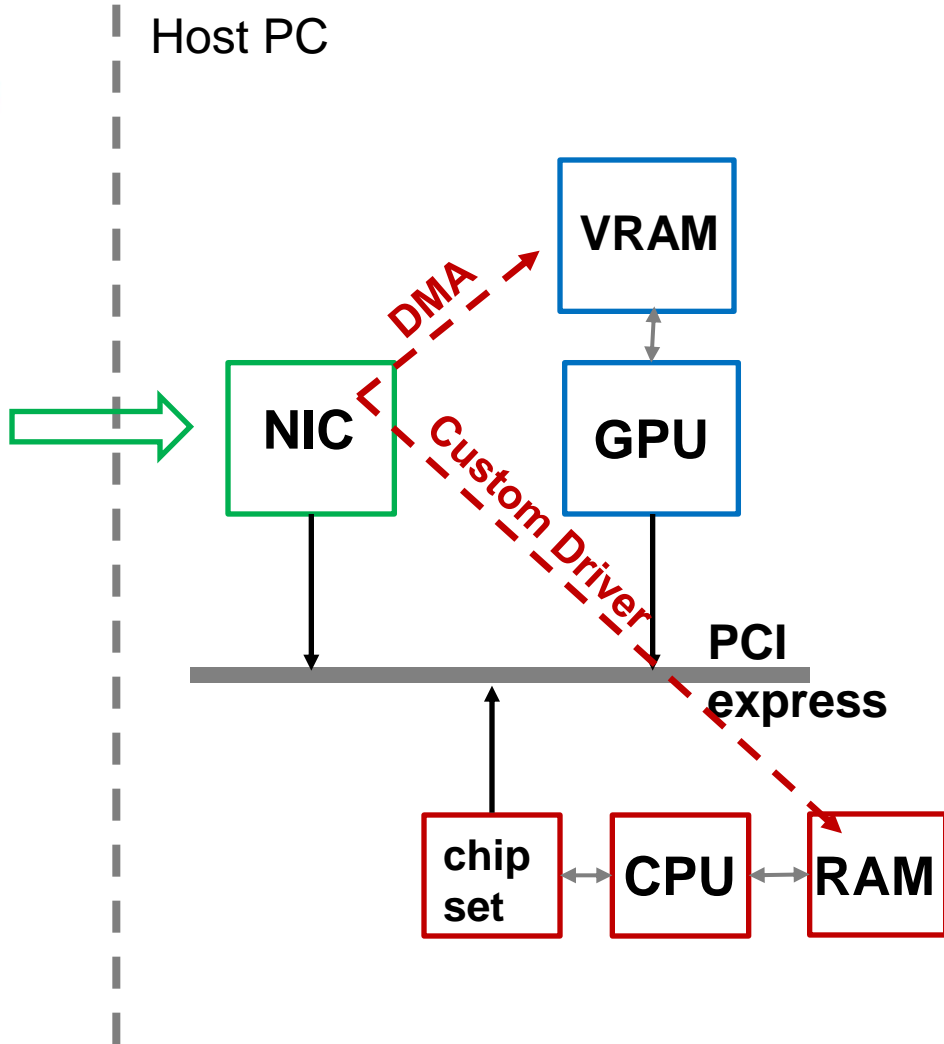 Host PC
VRAM
DMA
NIC
GPU
Custom Driver
PCI
express
chip
set
CPU
RAM